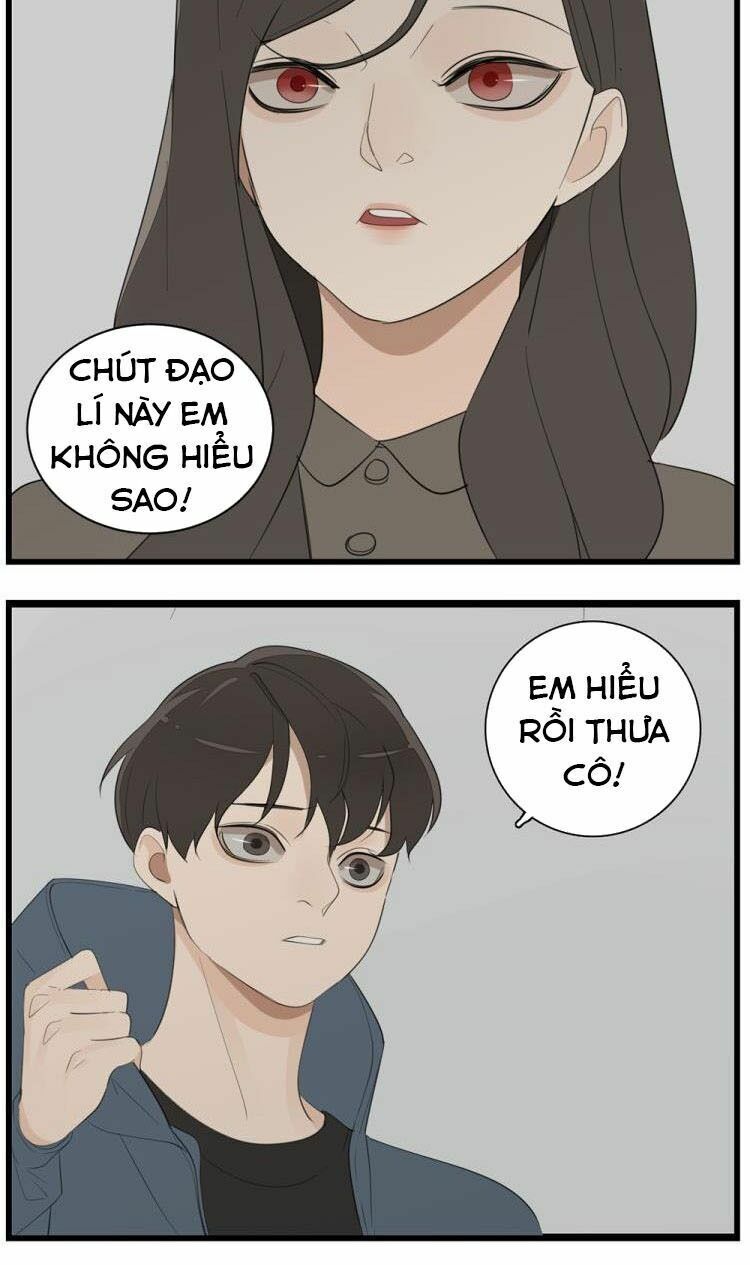 CHÚT ĐẠO
LÍ NÀY EM
KHÔNG HIỂU
SAO!
EM HIỂU
RỒI THƯA
CÔ!